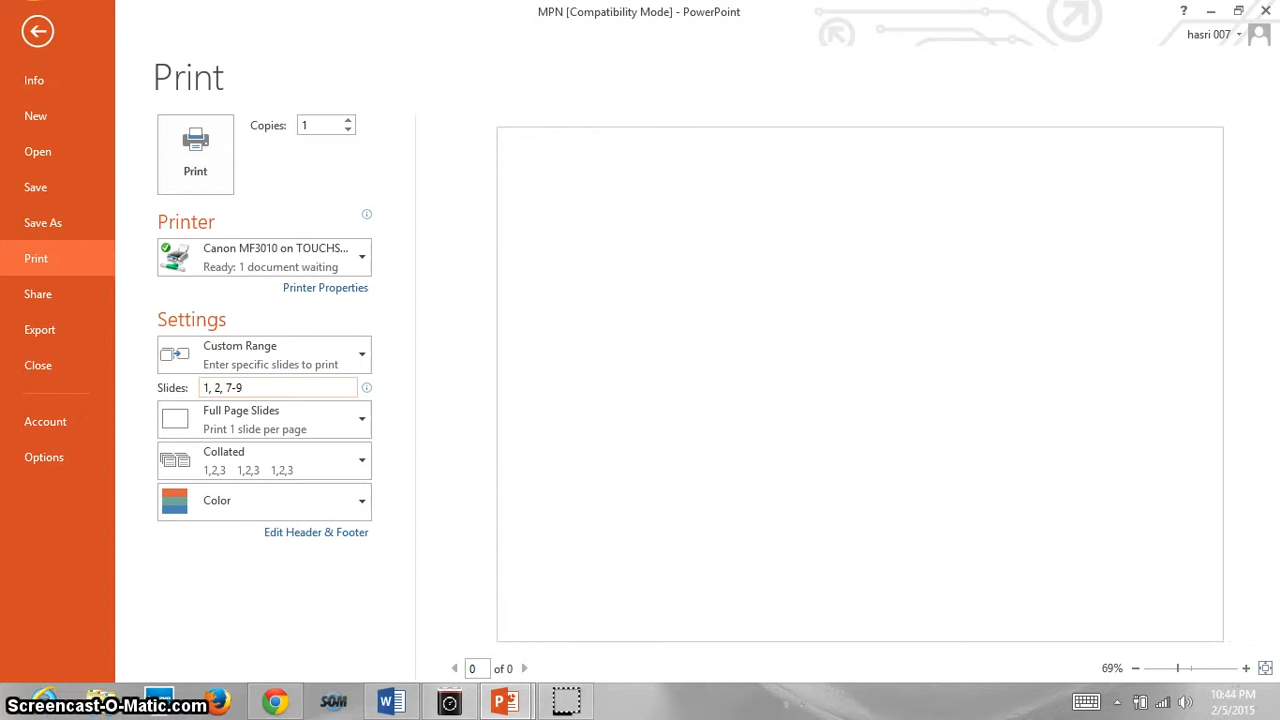 MPN [Compatibility Mode] - PowerPoint
?
hasri 007
Info
New
Open
Save
Save As
Print
Share
Export
Close
Account
Options
Print
Print
Copies: 1
Printer
Canon MF3010 on TOUCHS...
Ready: 1 document waiting
Printer Properties
Settings
Custom Range
Enter specific slides to print
Slides: 1, 2, 7-9
Full Page Slides
Print 1 slide per page
Collated
1,2,3 1,2,3 1,2,3
Color
Edit Header & Footer
0 of 0
69%
SOM
10:44 PM
2/5/2015
Screencast-O-Matic.com